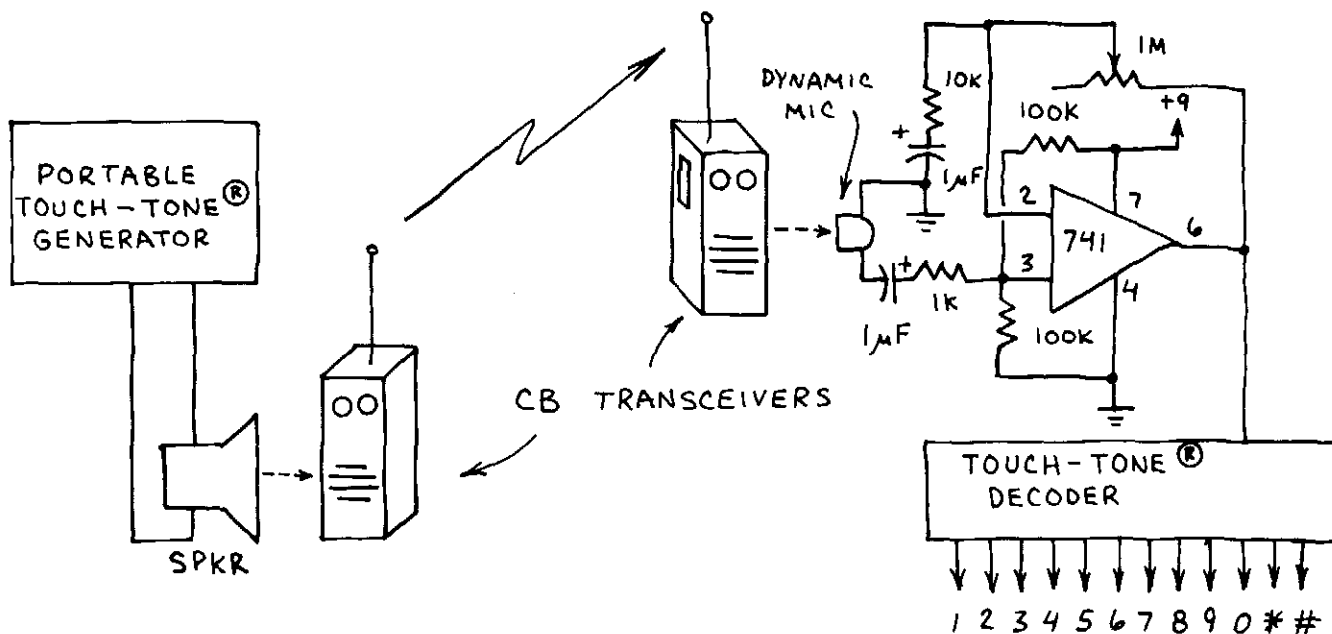 PORTABLE
TOUCH-TONE®
GENERATOR
SPKR
CB TRANSCEIVERS
DYNAMIC
MIC
10K
+
1μF
1M
100K
+9
2
7
741
6
3
4
+
1K
1μF
100K
TOUCH-TONE®
DECODER
1 2 3 4 5 6 7 8 9 0 * #